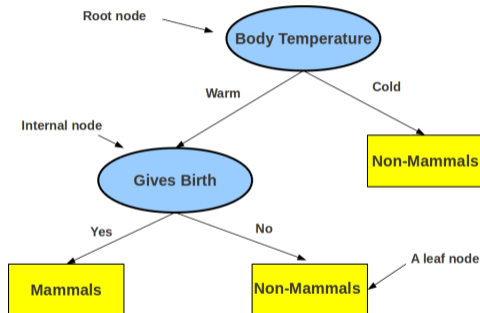 Root node
Body Temperature
Warm
Cold
Internal node
Non-Mammals
Gives Birth
Yes
No
A leaf node
Mammals
Non-Mammals